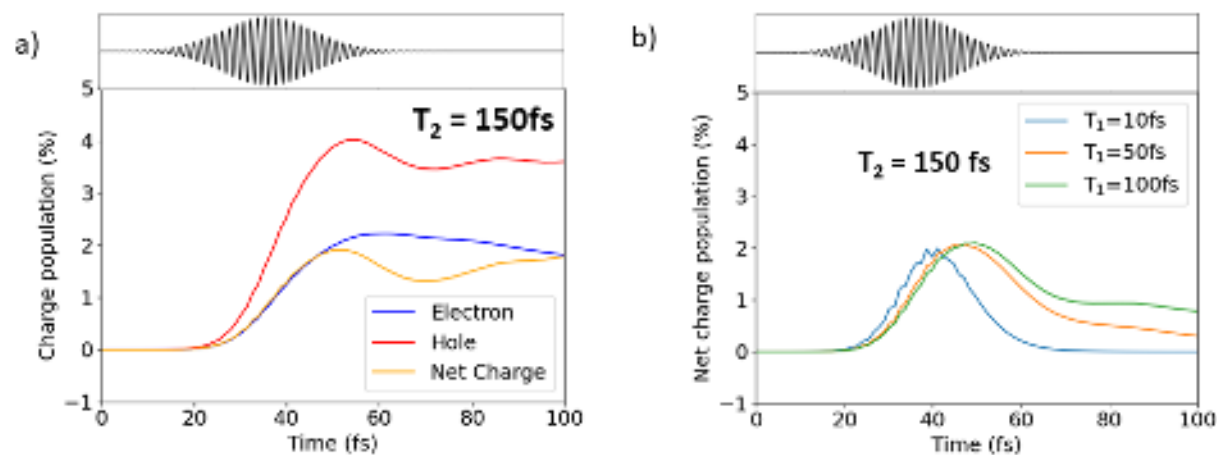 a)
T₂ = 150fs
Charge population (%)
5
4
3
2
1
0
−1
Electron
Hole
Net Charge
0 20 40 60 80 100
Time (fs)
b)
T₁=10fs
T₁=50fs
T₁=100fs
T₂ = 150 fs
Net charge population (%)
5
4
3
2
1
0
−1
0 20 40 60 80 100
Time (fs)